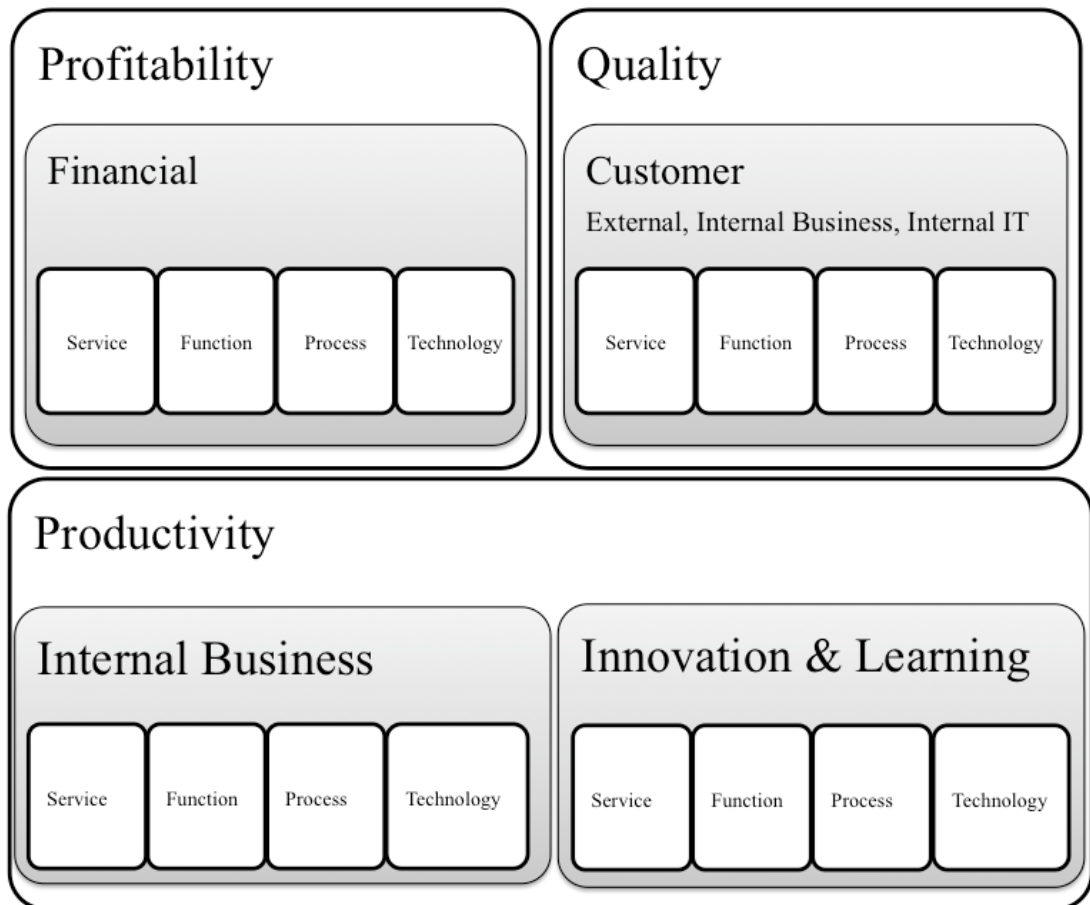 Profitability
Financial
Service
Function
Process
Technology
Quality
Customer
External, Internal Business, Internal IT
Service
Function
Process
Technology
Productivity
Internal Business
Service
Function
Process
Technology
Innovation & Learning
Service
Function
Process
Technology